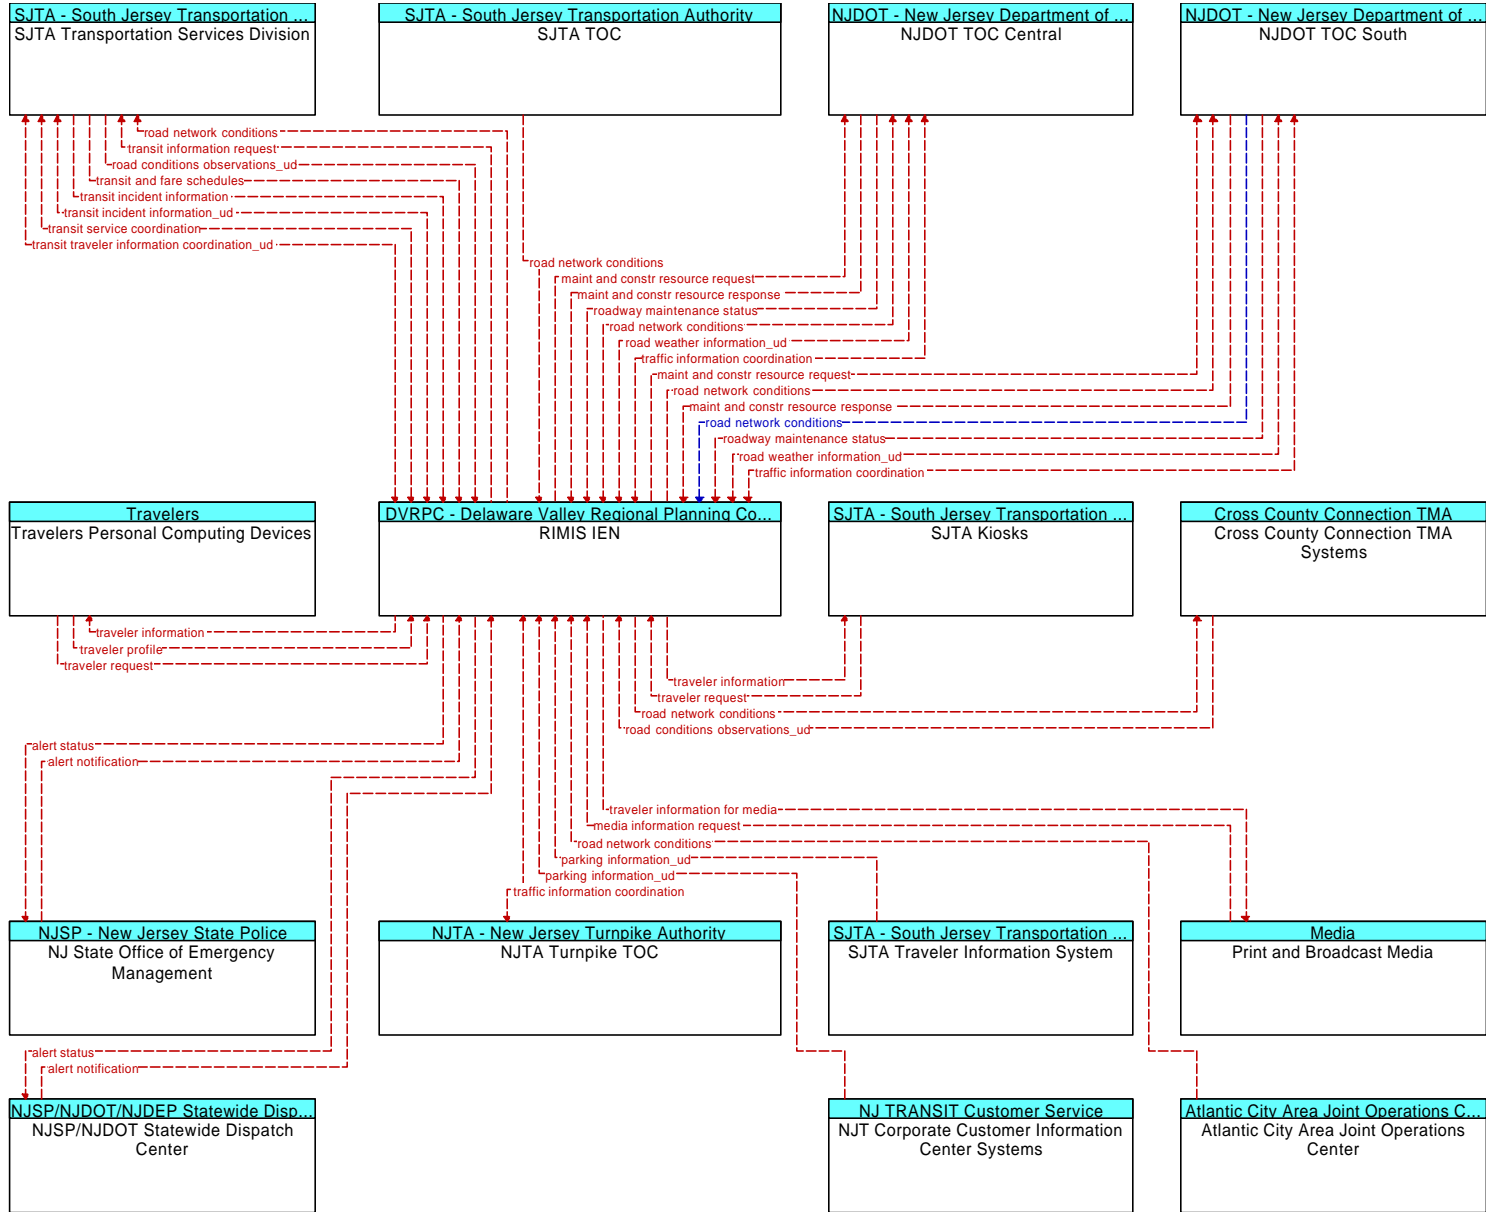 SJTA - South Jersey Transportation ...
SJTA Transportation Services Division
SJTA - South Jersey Transportation Authority
SJTA TOC
NJDOT - New Jersey Department of ...
NJDOT TOC Central
NJDOT - New Jersey Department of ...
NJDOT TOC South
road network conditions
transit information request
road conditions observations_ud
transit and fare schedules
transit incident information
transit incident information_ud
transit service coordination
transit traveler information coordination_ud
road network conditions
maint and constr resource request
maint and constr resource response
roadway maintenance status
road network conditions
road weather information_ud
traffic information coordination
maint and constr resource request
road network conditions
maint and constr resource response
road network conditions
roadway maintenance status
road weather information_ud
traffic information coordination
Travelers
Travelers Personal Computing Devices
DVRPC - Delaware Valley Regional Planning Co...
RIMIS IEN
SJTA - South Jersey Transportation ...
SJTA Kiosks
Cross County Connection TMA
Cross County Connection TMA
Systems
traveler information
traveler profile
traveler request
traveler information
traveler request
road network conditions
road conditions observations_ud
alert status
alert notification
traveler information for media
media information request
road network conditions
parking information_ud
parking information_ud
traffic information coordination
NJSP - New Jersey State Police
NJ State Office of Emergency
Management
NJTA - New Jersey Turnpike Authority
NJTA Turnpike TOC
SJTA - South Jersey Transportation ...
SJTA Traveler Information System
Media
Print and Broadcast Media
alert status
alert notification
NJSP/NJDOT/NJDEP Statewide Disp...
NJSP/NJDOT Statewide Dispatch
Center
NJ TRANSIT Customer Service
NJT Corporate Customer Information
Center Systems
Atlantic City Area Joint Operations C...
Atlantic City Area Joint Operations
Center